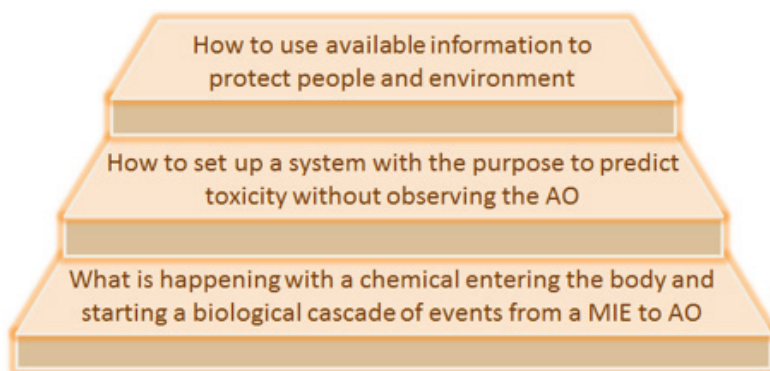 How to use available information to
protect people and environment
How to set up a system with the purpose to predict
toxicity without observing the AO
What is happening with a chemical entering the body and
starting a biological cascade of events from a MIE to AO